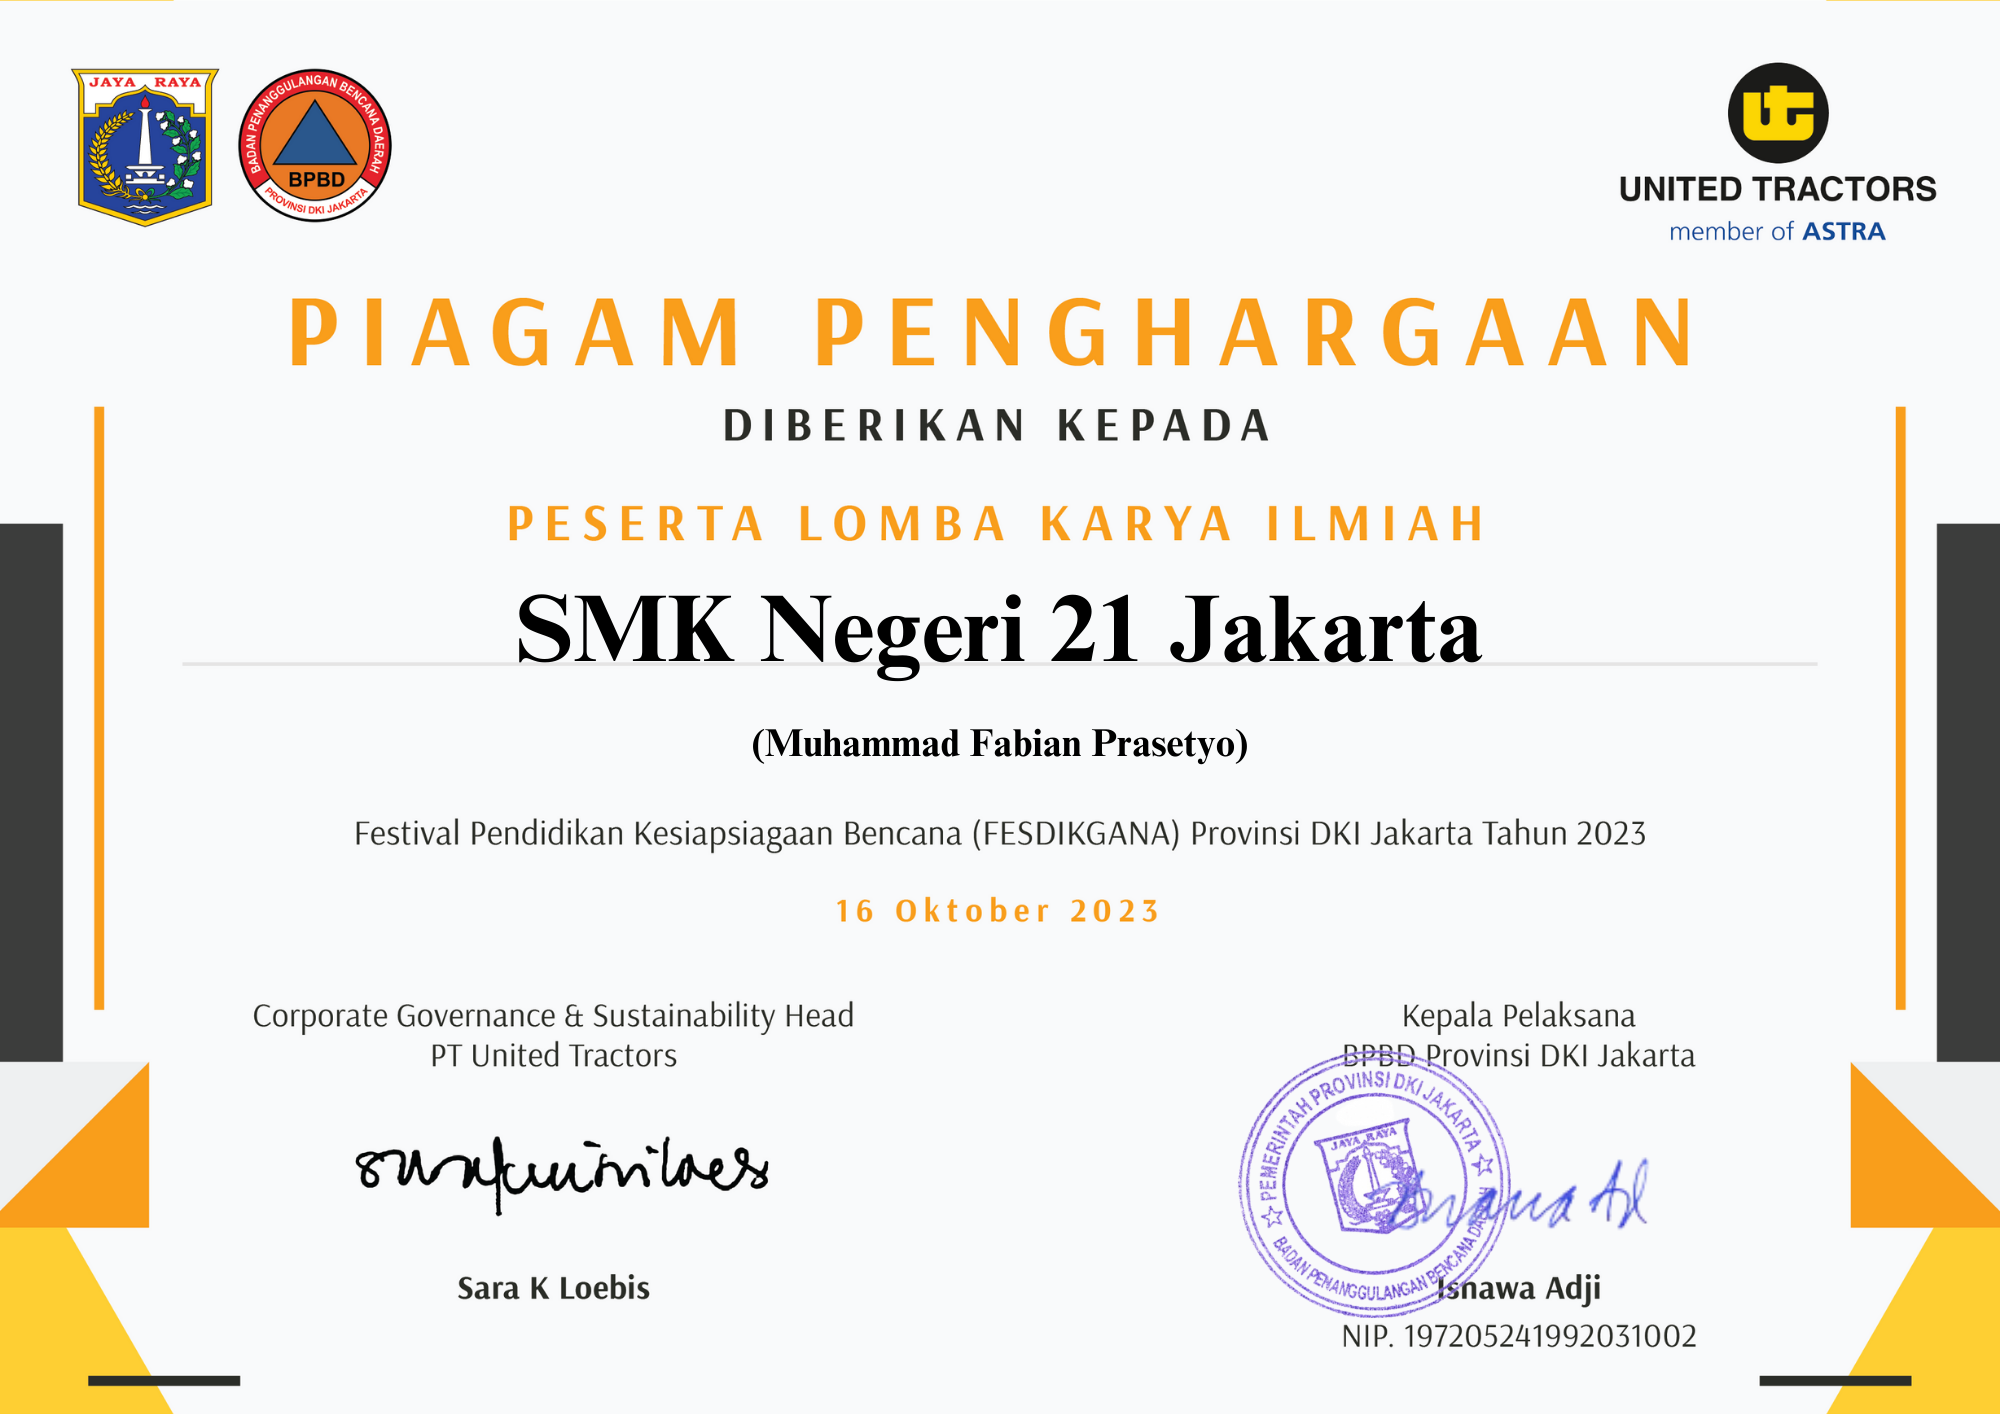 JAYA RAYA
BADAN PENANGGULANGAN BENCANA DAERAH
BPBD
PROVINSI DKI JAKARTA
ut
UNITED TRACTORS
member of ASTRA
PIAGAM PENGHARGAAN
DIBERIKAN KEPADA
PESERTA LOMBA KARYA ILMIAH
SMK Negeri 21 Jakarta
(Muhammad Fabian Prasetyo)
Festival Pendidikan Kesiapsiagaan Bencana (FESDIKGANA) Provinsi DKI Jakarta Tahun 2023
16 Oktober 2023
Corporate Governance & Sustainability Head
PT United Tractors
Sara K Loebis
Kepala Pelaksana
BPBD Provinsi DKI Jakarta
PEMERINTAH PROVINSI DKI JAKARTA
JAYA RAYA
BADAN PENANGGULANGAN BENCANA DAERAH
Isnawa Adji
NIP. 197205241992031002